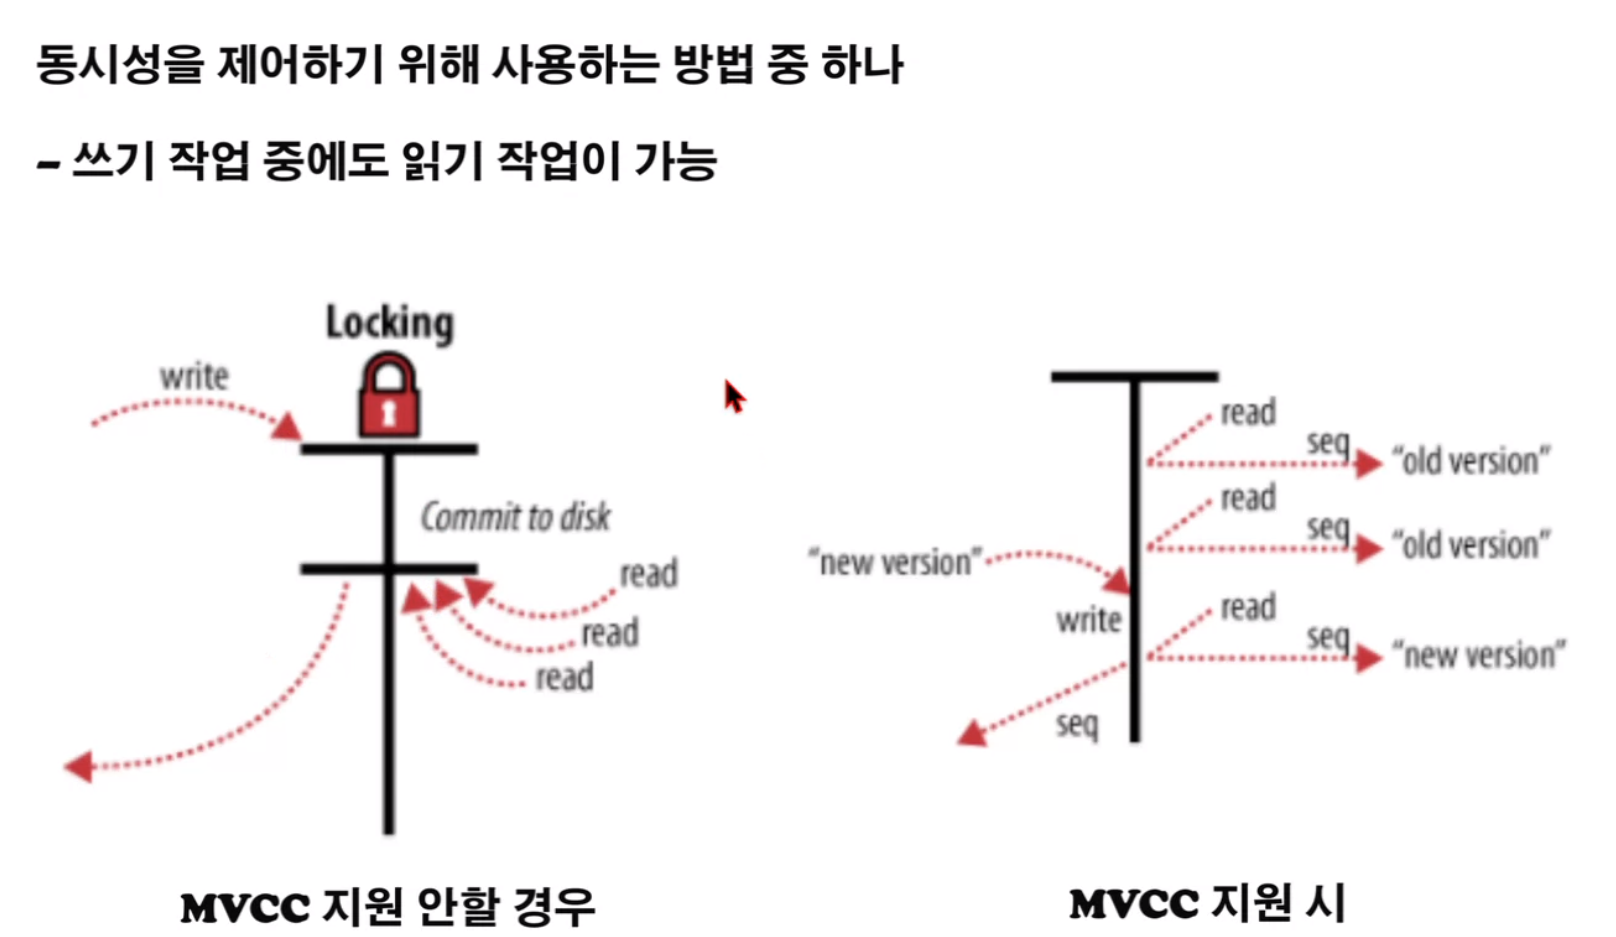 동시성을 제어하기 위해 사용하는 방법 중 하나
- 쓰기 작업 중에도 읽기 작업이 가능
Locking
write
Commit to disk
read
read
read
MVCC 지원 안할 경우
read
seq
"old version"
read
seq
"old version"
"new version"
write
read
seq
"new version"
seq
MVCC 지원 시